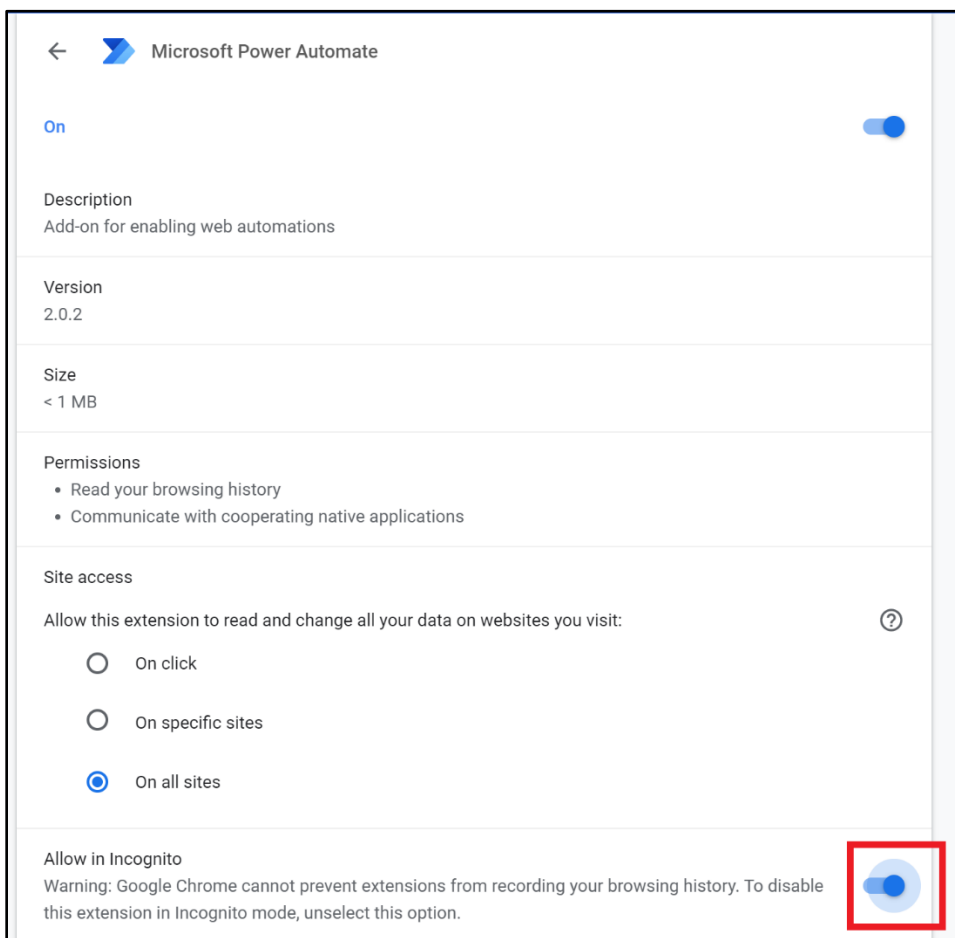 Microsoft Power Automate
On
Description
Add-on for enabling web automations
Version
2.0.2
Size
< 1 MB
Permissions
• Read your browsing history
• Communicate with cooperating native applications
Site access
Allow this extension to read and change all your data on websites you visit:
On click
On specific sites
On all sites
Allow in Incognito
Warning: Google Chrome cannot prevent extensions from recording your browsing history. To disable
this extension in Incognito mode, unselect this option.